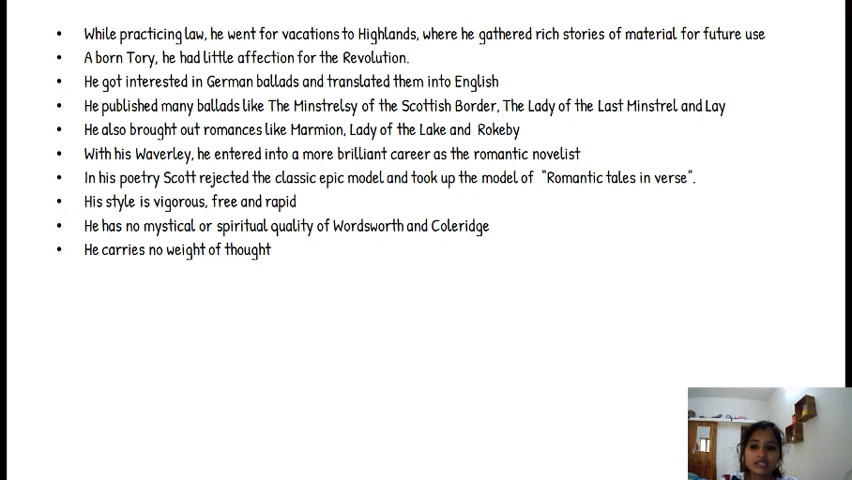 • While practicing law, he went for vacations to Highlands, where he gathered rich stories of material for future use
• A born Tory, he had little affection for the Revolution.
• He got interested in German ballads and translated them into English
• He published many ballads like The Minstrelsy of the Scottish Border, The Lady of the Last Minstrel and Lay
• He also brought out romances like Marmion, Lady of the Lake and Rokeby
• With his Waverley, he entered into a more brilliant career as the romantic novelist
• In his poetry Scott rejected the classic epic model and took up the model of “Romantic tales in verse”.
• His style is vigorous, free and rapid
• He has no mystical or spiritual quality of Wordsworth and Coleridge
• He carries no weight of thought